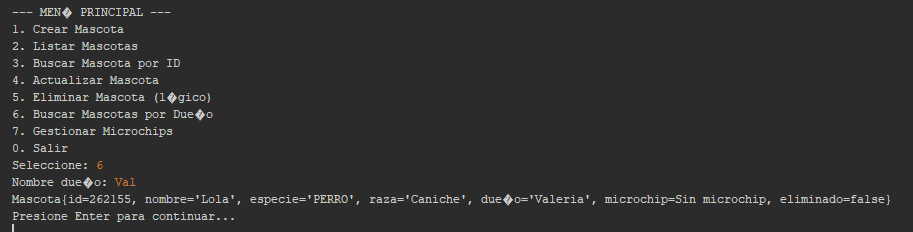 --- MEN� PRINCIPAL ---
1. Crear Mascota
2. Listar Mascotas
3. Buscar Mascota por ID
4. Actualizar Mascota
5. Eliminar Mascota (l�gico)
6. Buscar Mascotas por Due�o
7. Gestionar Microchips
0. Salir
Seleccione: 6
Nombre due�o: Val
Mascota{id=262155, nombre='Lola', especie='PERRO', raza='Caniche', due�o='Valeria', microchip=Sin microchip, eliminado=false}
Presione Enter para continuar...